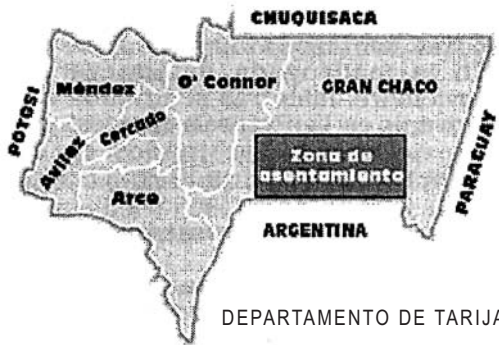 CHUQUISACA
POTOSI
Méndez
O' Connor
GRAN CHACO
Cercado
Avilez
Arce
Zona de
asentamiento
PARAGUAY
ARGENTINA
DEPARTAMENTO DE TARIJA